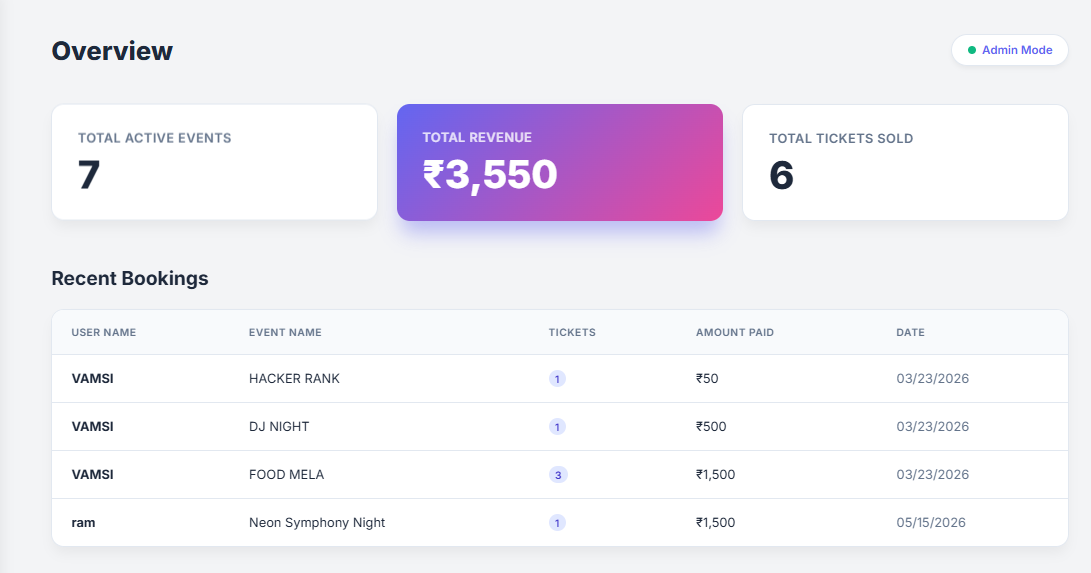 Overview
Admin Mode
TOTAL ACTIVE EVENTS
7
TOTAL REVENUE
₹3,550
TOTAL TICKETS SOLD
6
Recent Bookings
USER NAME EVENT NAME TICKETS AMOUNT PAID DATE
VAMSI HACKER RANK 1 ₹50 03/23/2026
VAMSI DJ NIGHT 1 ₹500 03/23/2026
VAMSI FOOD MELA 3 ₹1,500 03/23/2026
ram Neon Symphony Night 1 ₹1,500 05/15/2026